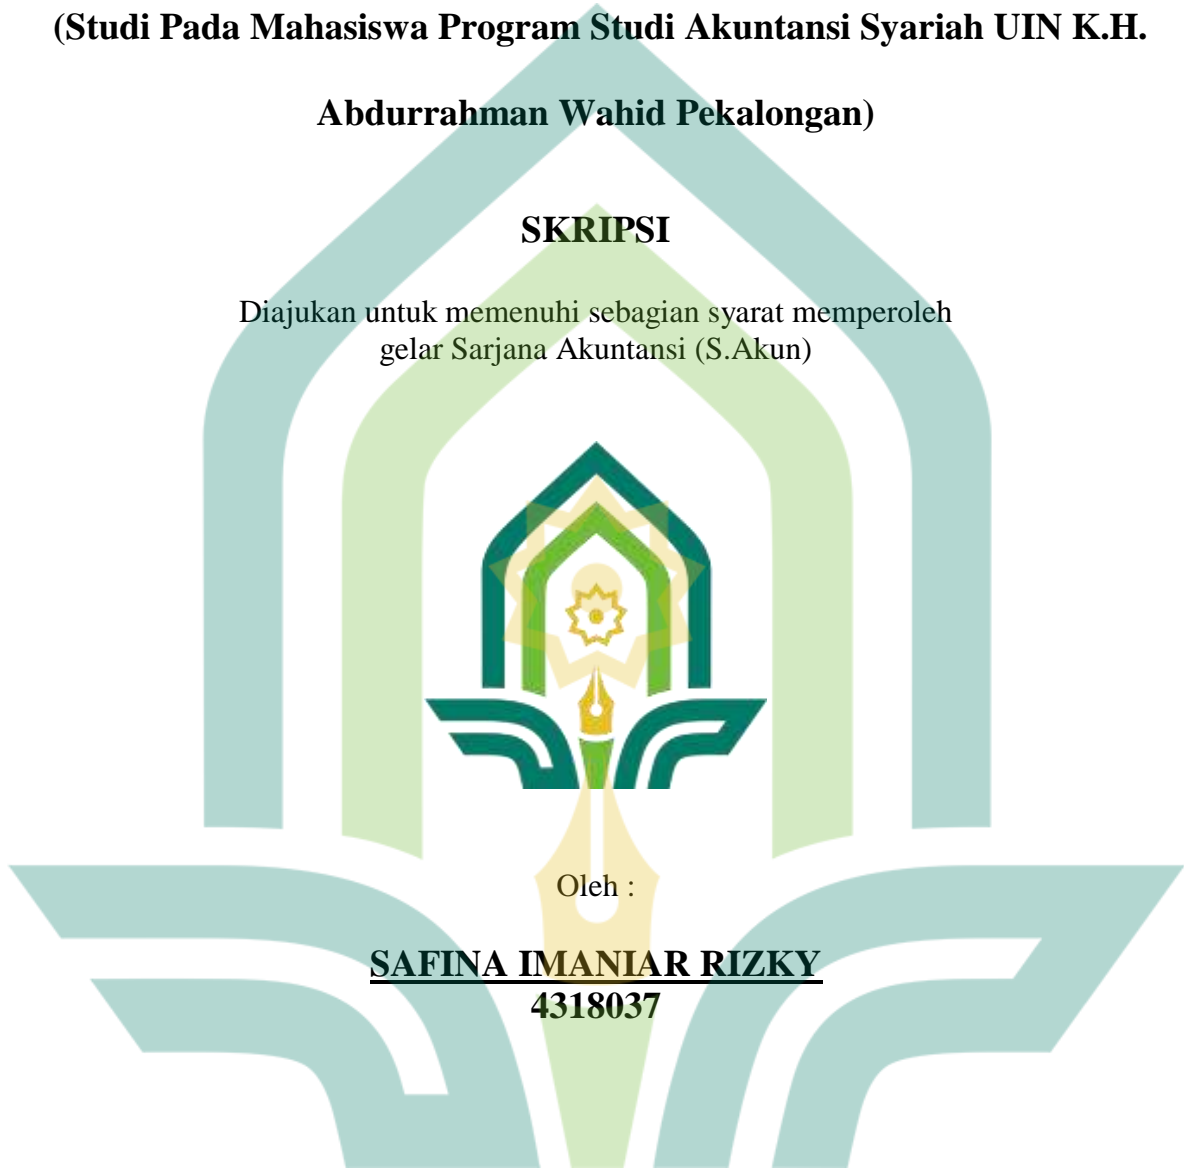 (Studi Pada Mahasiswa Program Studi Akuntansi Syariah UIN K.H.
Abdurrahman Wahid Pekalongan)
SKRIPSI
Diajukan untuk memenuhi sebagian syarat memperoleh
gelar Sarjana Akuntansi (S.Akun)
Oleh :
SAFINA IMANIAR RIZKY
4318037